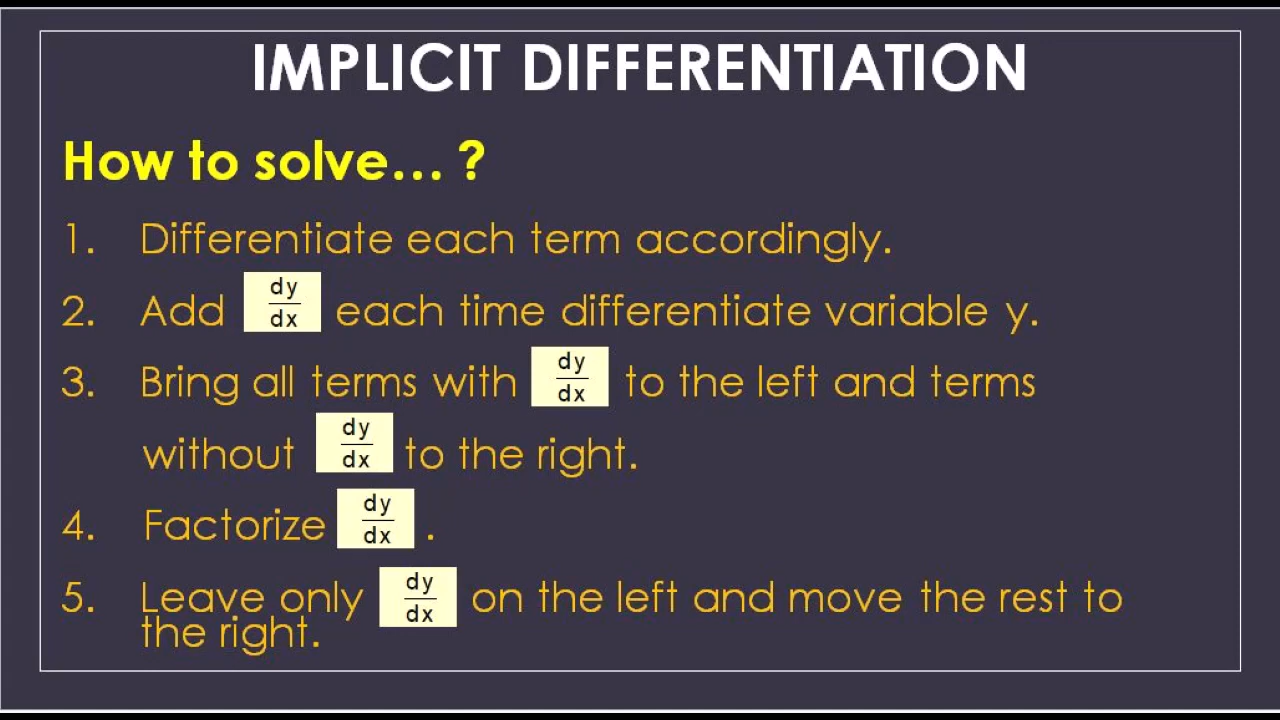 IMPLICIT DIFFERENTIATION
How to solve... ?
1. Differentiate each term accordingly.
2. Add dy/dx each time differentiate variable y.
3. Bring all terms with dy/dx to the left and terms
without dy/dx to the right.
4. Factorize dy/dx .
5. Leave only dy/dx on the left and move the rest to
the right.